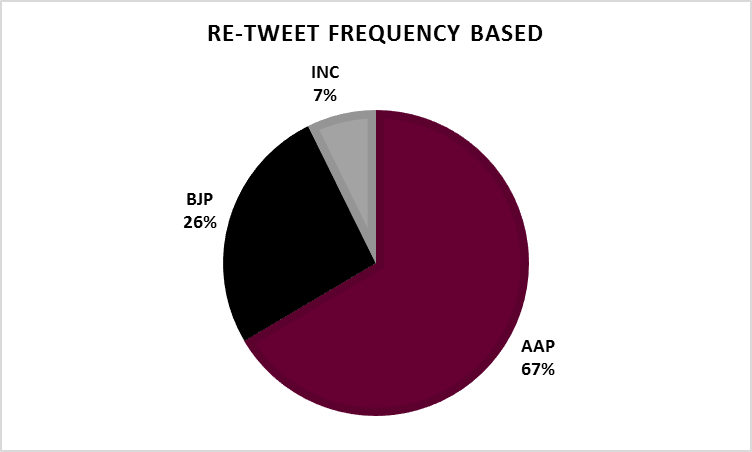 RE-TWEET FREQUENCY BASED
INC
7%
BJP
26%
AAP
67%